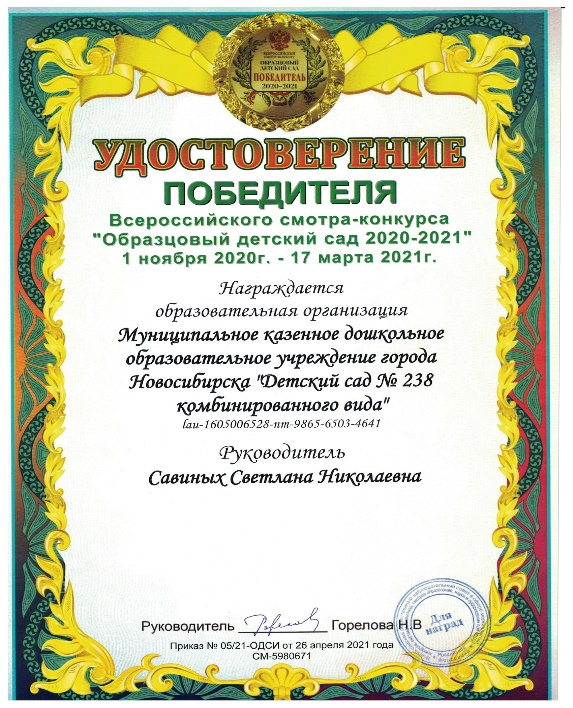 ОБРАЗЦОВЫЙ
ДЕТСКИЙ САД
ПОБЕДИТЕЛЬ
2020-2021
УДОСТОВЕРЕНИЕ
ПОБЕДИТЕЛЯ
Всероссийского смотра-конкурса
"Образцовый детский сад 2020-2021"
1 ноября 2020г. - 17 марта 2021г.
Награждается
образовательная организация
Муниципальное казенное дошкольное
образовательное учреждение города
Новосибирска "Детский сад № 238
комбинированного вида"
lau-1605006528-nm-9865-6503-4641
Руководитель
Савиных Светлана Николаевна
Руководитель Горелова Н.В
Приказ № 05/21-ОДСИ от 26 апреля 2021 года
СМ-5980671
Для
наград